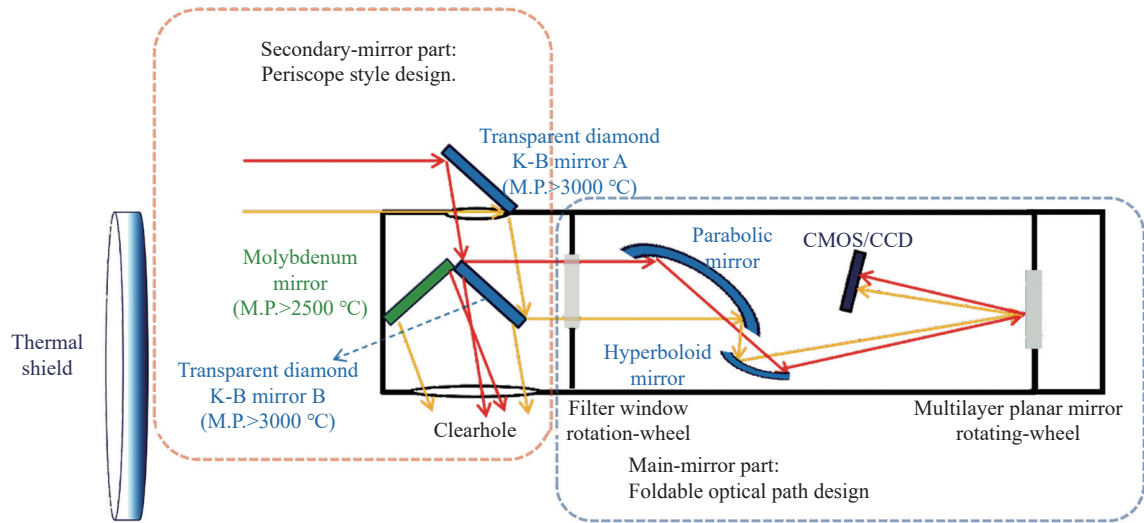 Secondary-mirror part:
Periscope style design.
Transparent diamond
K-B mirror A
(M.P.>3000 ℃)
Molybdenum
mirror
(M.P.>2500 ℃)
Parabolic
mirror
CMOS/CCD
Thermal
shield
Transparent diamond
K-B mirror B
(M.P.>3000 ℃)
Hyperboloid
mirror
Clearhole
Filter window
rotation-wheel
Multilayer planar mirror
rotating-wheel
Main-mirror part:
Foldable optical path design